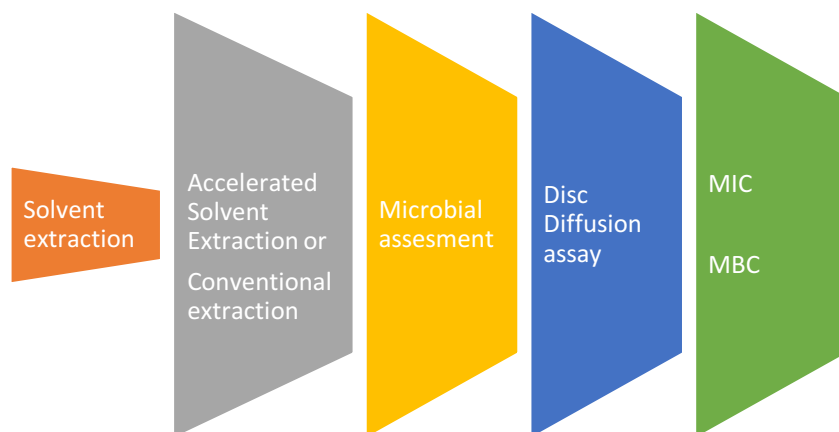 Solvent
extraction
Accelerated
Solvent
Extraction or
Conventional
extraction
Microbial
assesment
Disc
Diffusion
assay
MIC
MBC